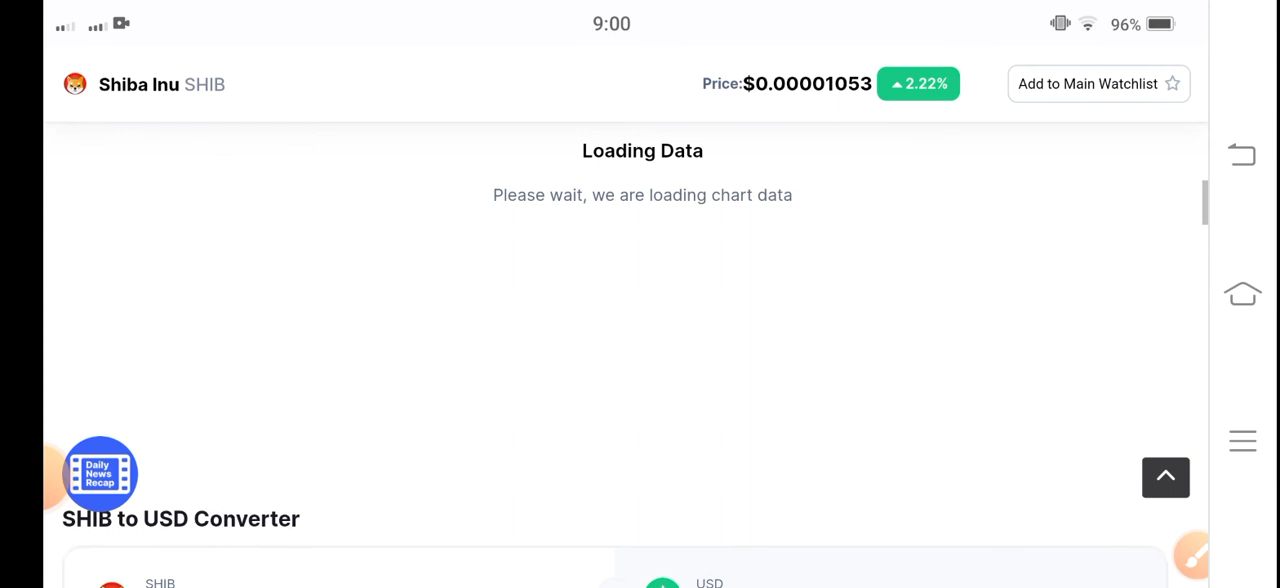 9:00
96%
Shiba Inu SHIB
Price:$0.00001053 2.22%
Add to Main Watchlist
Loading Data
Please wait, we are loading chart data
Daily
News
Recap
SHIB to USD Converter
SHIB
USD